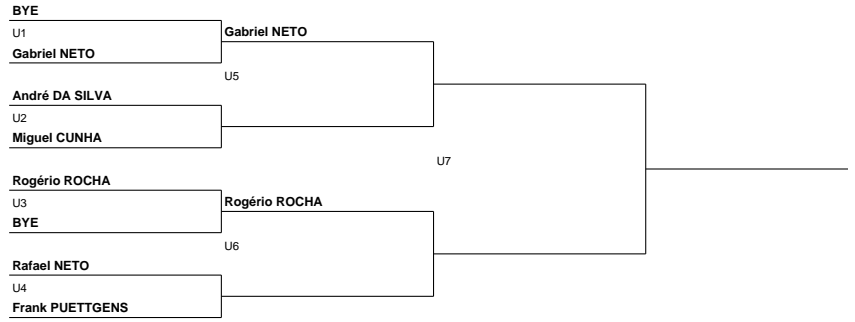 BYE
U1
Gabriel NETO
Gabriel NETO
U5
André DA SILVA
U2
Miguel CUNHA
U7
Rogério ROCHA
U3
Rogério ROCHA
BYE
U6
Rafael NETO
U4
Frank PUETTGENS